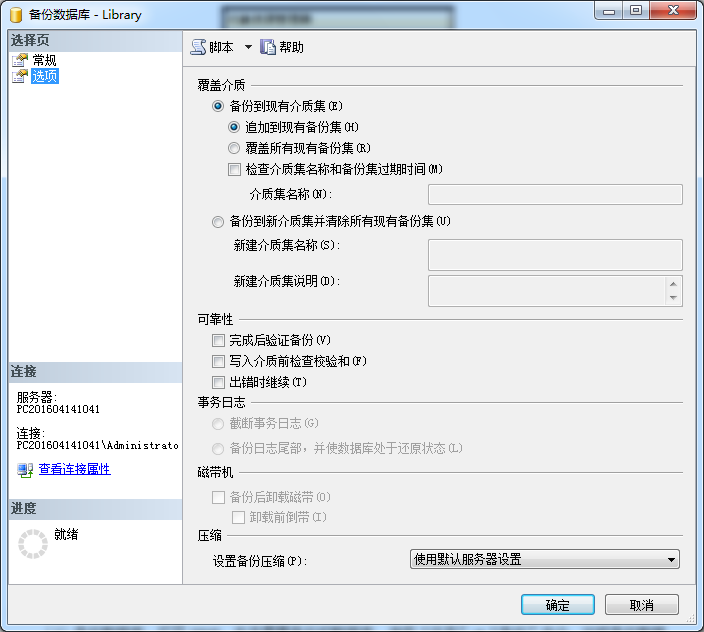 备份数据库 - Library
选择页
常规
选项
脚本
帮助
覆盖介质
备份到现有介质集(E)
追加到现有备份集(H)
覆盖所有现有备份集(R)
检查介质集名称和备份集过期时间(M)
介质集名称(N):
备份到新介质集并清除所有现有备份集(U)
新建介质集名称(S):
新建介质集说明(D):
可靠性
完成后验证备份(V)
写入介质前检查校验和(F)
出错时继续(T)
事务日志
截断事务日志(G)
备份日志尾部，并使数据库处于还原状态(L)
磁带机
备份后卸载磁带(O)
卸载前倒带(I)
压缩
设置备份压缩(P):
使用默认服务器设置
连接
服务器:
PC201604141041
连接:
PC201604141041\Administrato
查看连接属性
进度
就绪
确定
取消